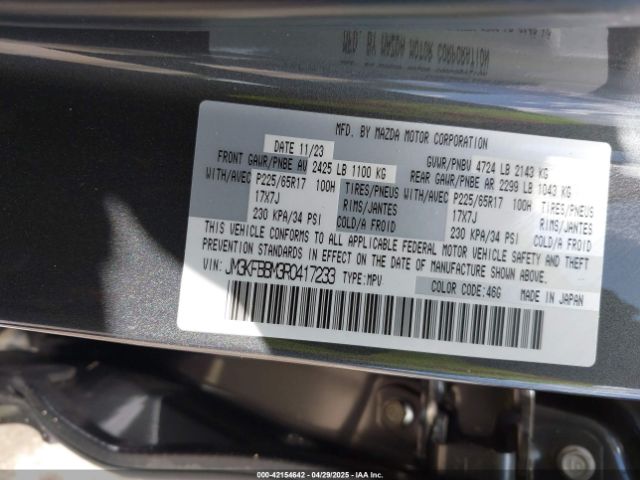 MFD. BY MAZDA MOTOR CORPORATION
DATE 11/23 GVWR/PNBV 4724 LB 2143 KG
FRONT GAWR/PNBE AV 2425 LB 1100 KG REAR GAWR/PNBE AR 2299 LB 1043 KG
WITH/AVEC P225/65R17 100H TIRES/PNEUS WITH/AVEC P225/65R17 100H TIRES/PNEUS
17X7J RIMS/JANTES 17X7J RIMS/JANTES
230 KPA/34 PSI COLD/A FROID 230 KPA/34 PSI COLD/A FROID
THIS VEHICLE CONFORMS TO ALL APPLICABLE FEDERAL MOTOR VEHICLE SAFETY AND THEFT
PREVENTION STANDARDS IN EFFECT ON THE DATE OF MANUFACTURE SHOWN ABOVE.
VIN: JM3KFBBM3R0417233 TYPE:MPV COLOR CODE:46G MADE IN JAPAN
000-42154642 - 04/29/2025 - IAA Inc.